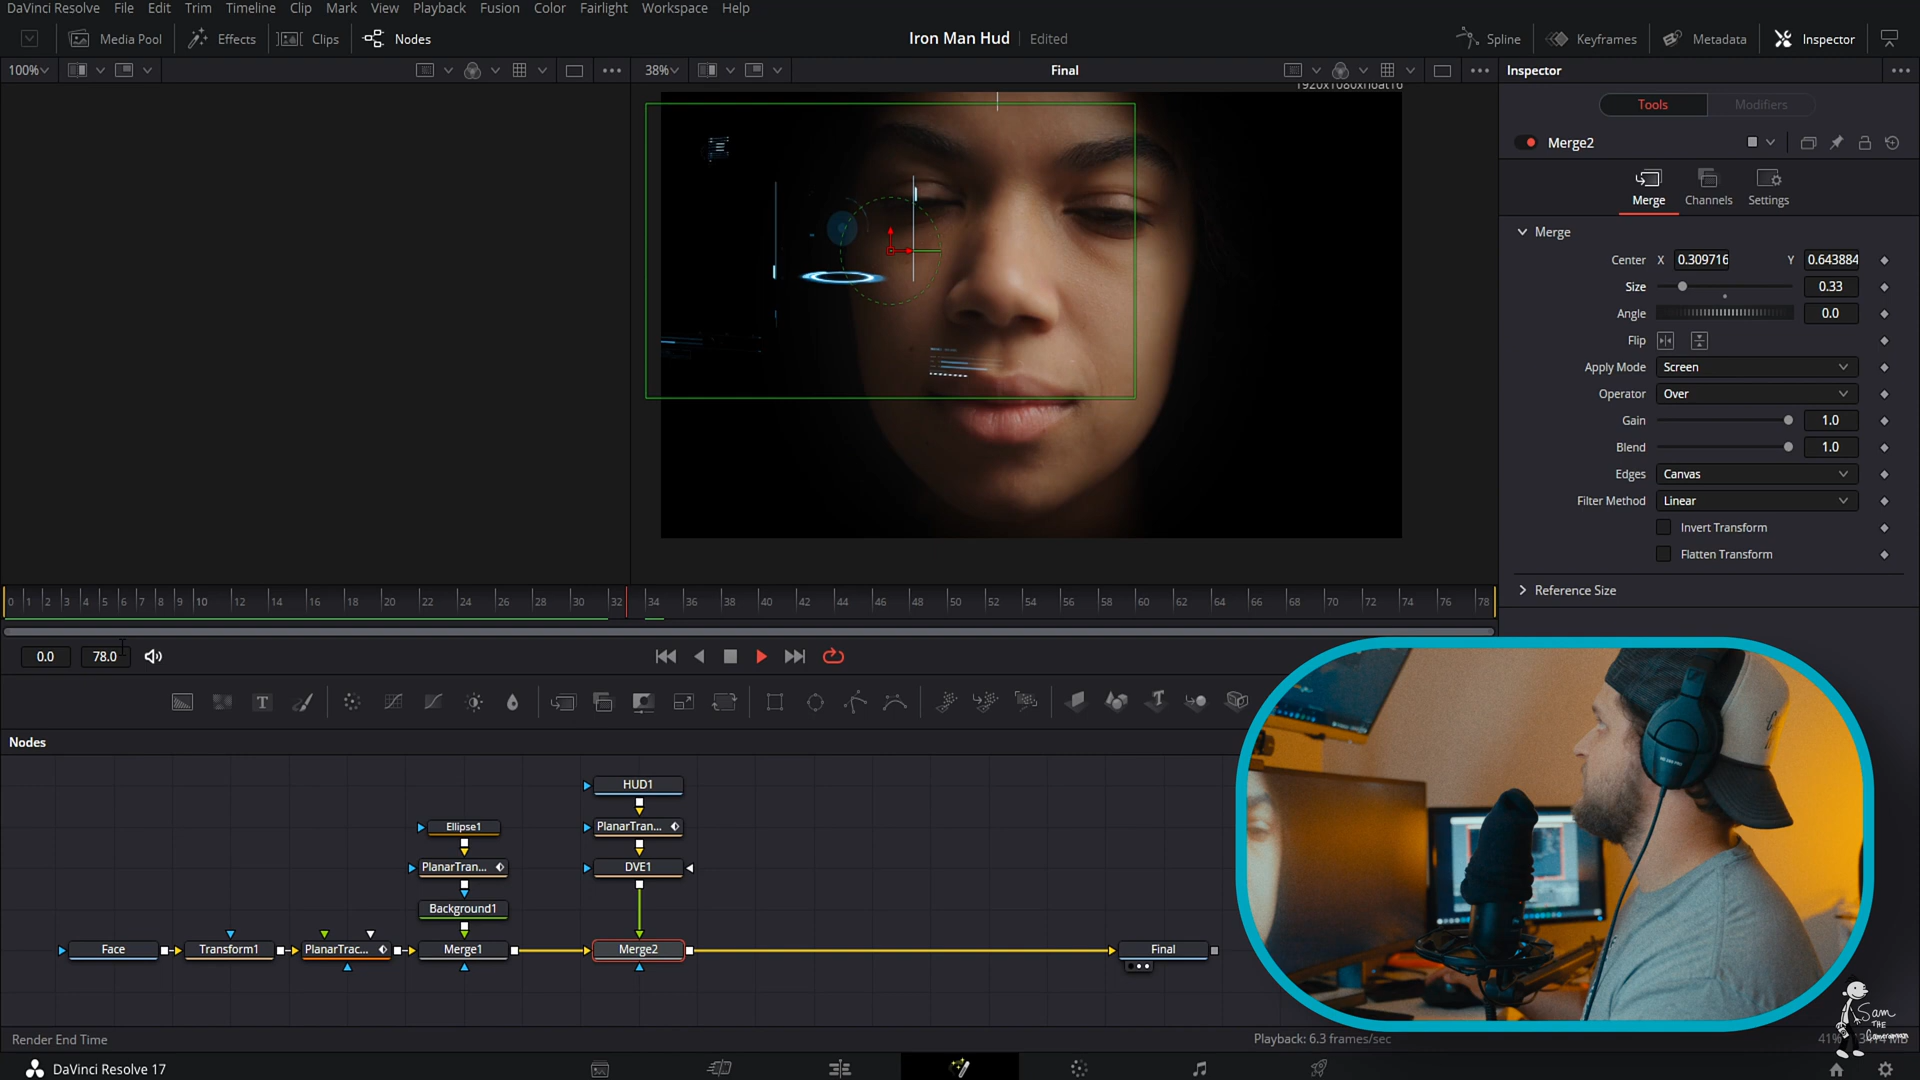 DaVinci Resolve File Edit Trim Timeline Clip Mark View Playback Fusion Color Fairlight Workspace Help
Media Pool Effects Clips Nodes Iron Man Hud Edited Spline Keyframes Metadata Inspector
100% 38% Final Inspector
1920x1080xfloat16
Tools Modifiers
Merge2
Merge Channels Settings
Merge
Center X 0.309716 Y 0.643884
Size 0.33
Angle 0.0
Flip
Apply Mode Screen
Operator Over
Gain 1.0
Blend 1.0
Edges Canvas
Filter Method Linear
Invert Transform
Flatten Transform
Reference Size
0 1 2 3 4 5 6 7 8 9 10 12 14 16 18 20 22 24 26 28 30 32 34 36 38 40 42 44 46 48 50 52 54 56 58 60 62 64 66 68 70 72 74 76 78
0.0 78.0
T T
Nodes
HUD1
Ellipse1 PlanarTran...
PlanarTran... DVE1
Background1
Face Transform1 PlanarTrac... Merge1 Merge2 Final
Sam
THE
Cameraman
Render End Time Playback: 6.3 frames/sec 41%
DaVinci Resolve 17